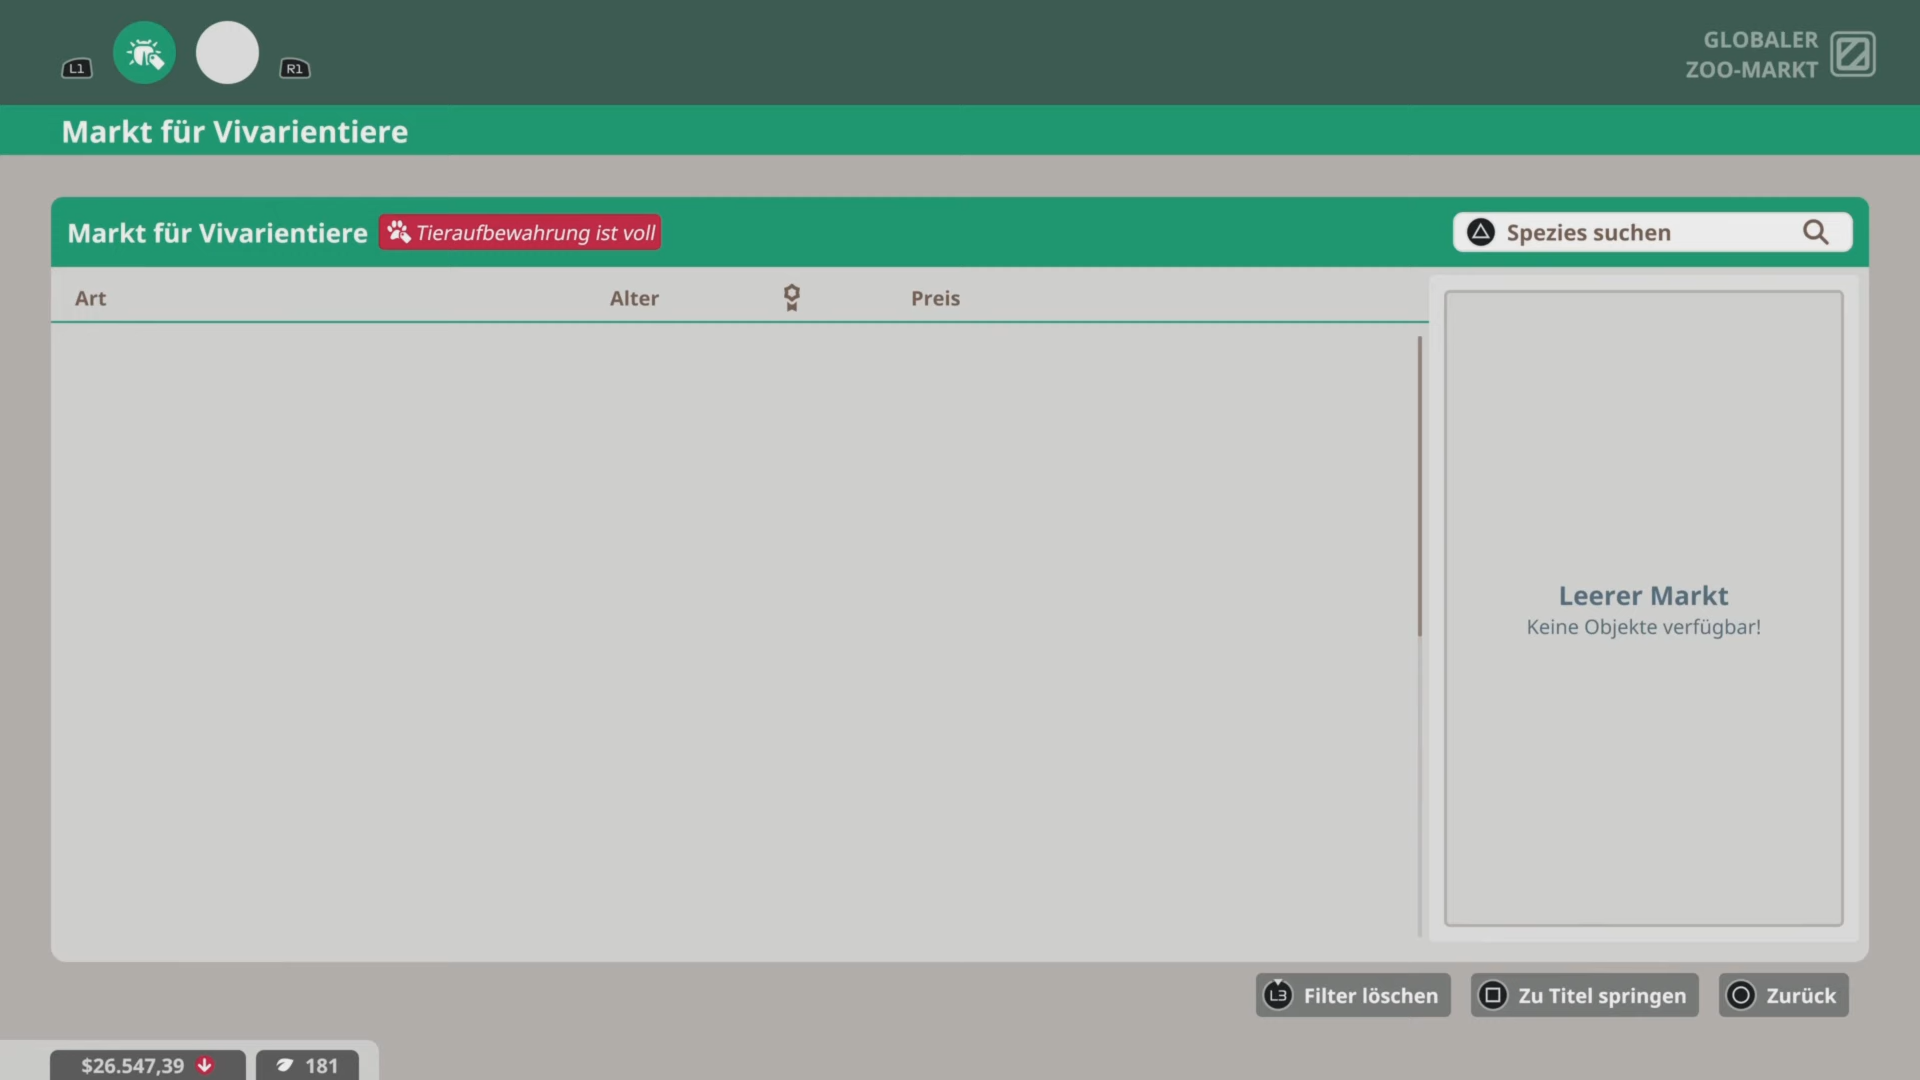 L1
R1
GLOBALER
ZOO-MARKT
Markt für Vivarientiere
Markt für Vivarientiere
Tieraufbewahrung ist voll
Spezies suchen
Art
Alter
Preis
Leerer Markt
Keine Objekte verfügbar!
L3 Filter löschen
Zu Titel springen
Zurück
$26.547,39
181